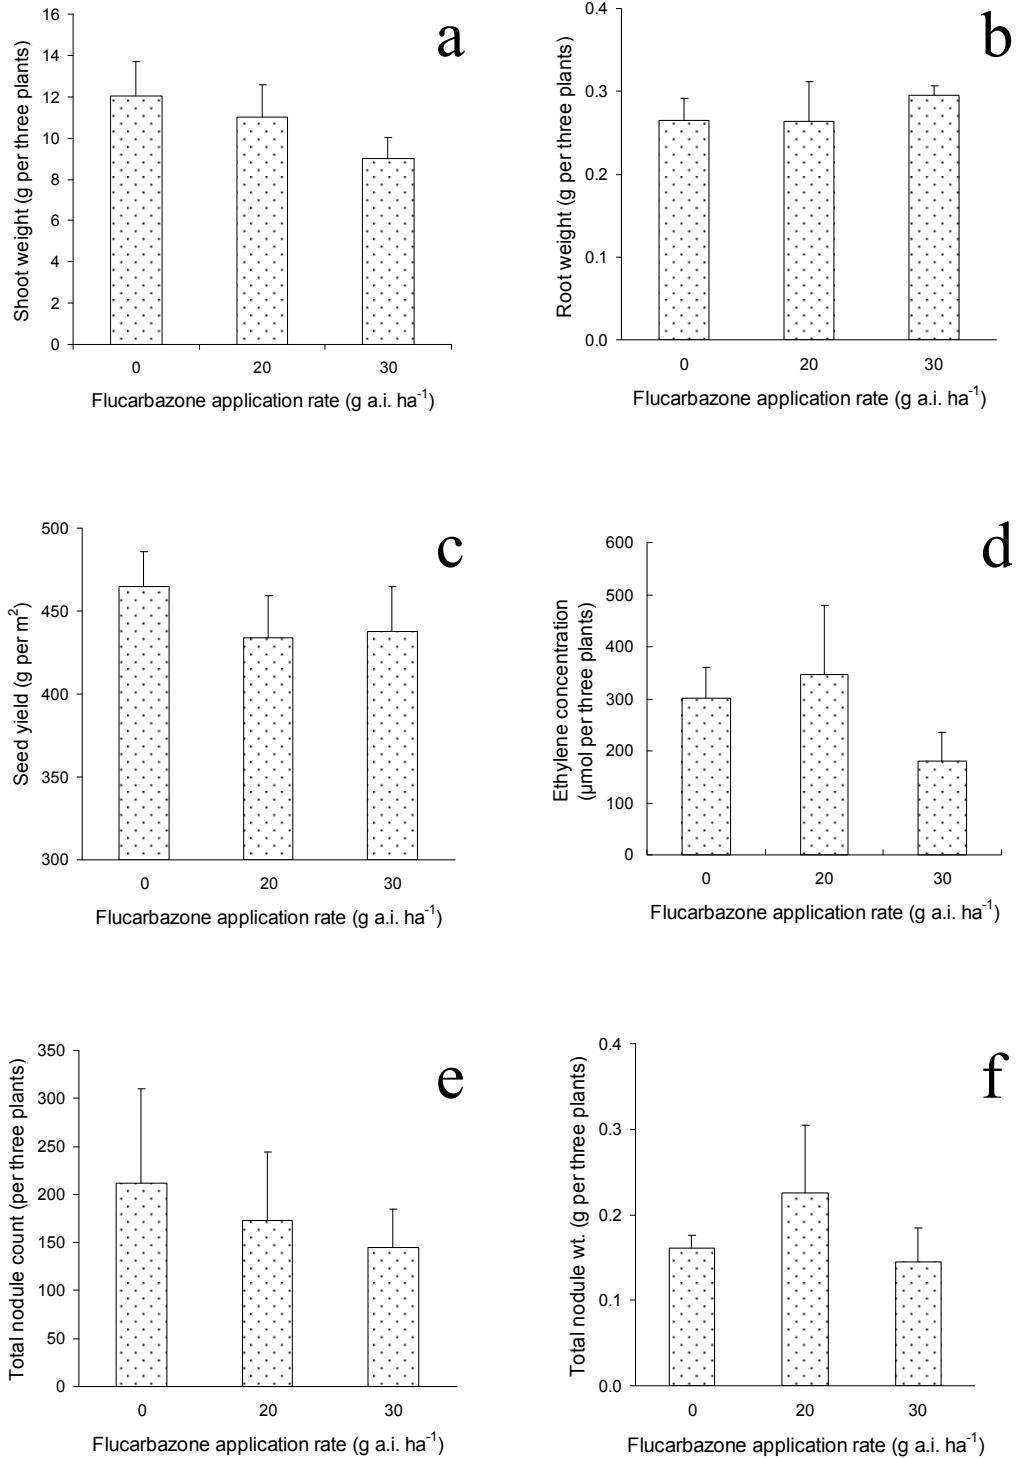 a
Shoot weight (g per three plants)
16
14
12
10
8
6
4
2
0
0 20 30
Flucarbazone application rate (g a.i. ha⁻¹)
b
Root weight (g per three plants)
0.4
0.3
0.2
0.1
0.0
0 20 30
Flucarbazone application rate (g a.i. ha⁻¹)
c
Seed yield (g per m²)
500
450
400
350
300
0 20 30
Flucarbazone application rate (g a.i. ha⁻¹)
d
Ethylene concentration
(µmol per three plants)
600
500
400
300
200
100
0
0 20 30
Flucarbazone application rate (g a.i. ha⁻¹)
e
Total nodule count (per three plants)
350
300
250
200
150
100
50
0
0 20 30
Flucarbazone application rate (g a.i. ha⁻¹)
f
Total nodule wt. (g per three plants)
0.4
0.3
0.2
0.1
0.0
0 20 30
Flucarbazone application rate (g a.i. ha⁻¹)